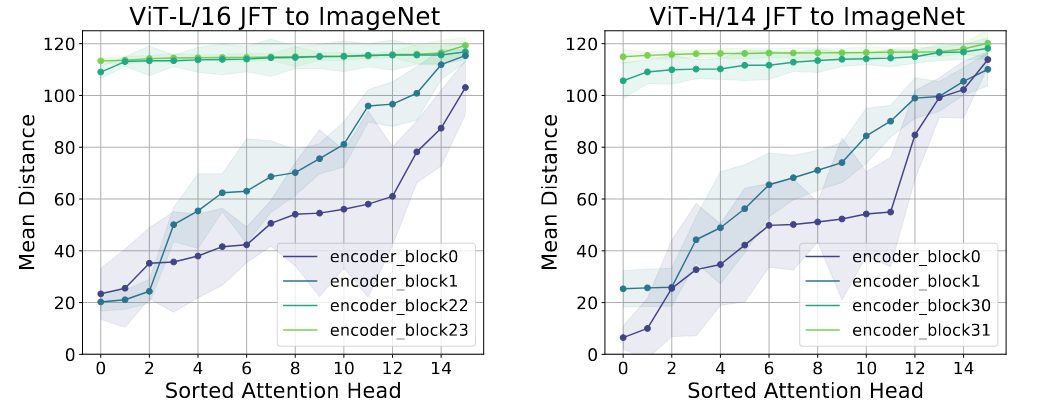 ViT-L/16 JFT to ImageNet
Mean Distance
120
100
80
60
40
20
0
0 2 4 6 8 10 12 14
Sorted Attention Head
encoder_block0
encoder_block1
encoder_block22
encoder_block23
ViT-H/14 JFT to ImageNet
Mean Distance
120
100
80
60
40
20
0
0 2 4 6 8 10 12 14
Sorted Attention Head
encoder_block0
encoder_block1
encoder_block30
encoder_block31